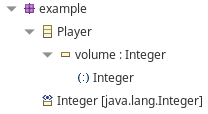 example
Player
volume : Integer
(:) Integer
Integer [java.lang.Integer]